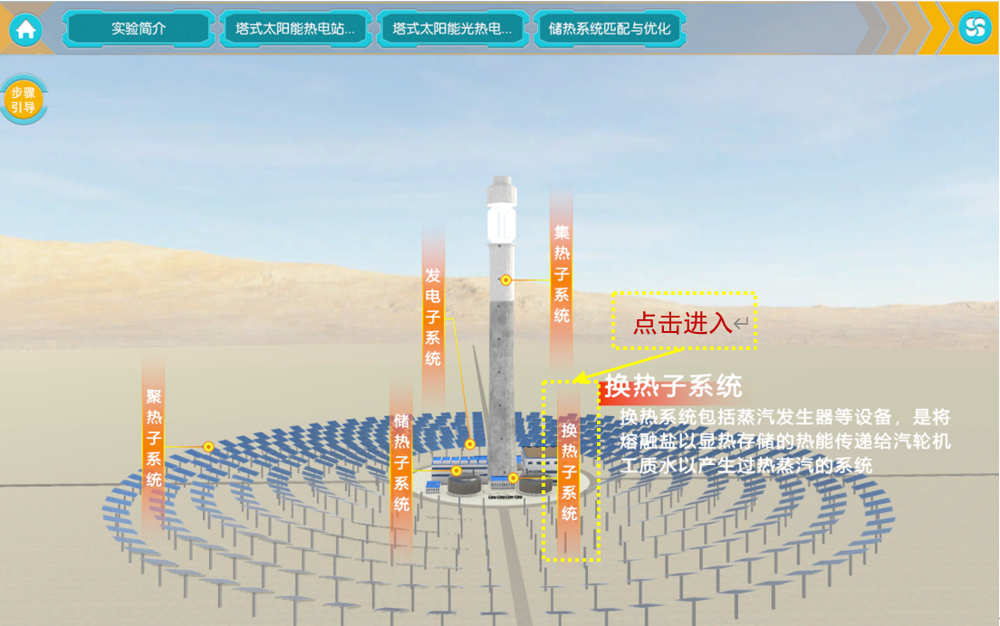 实验简介
塔式太阳能热电站...
塔式太阳能光热电...
储热系统匹配与优化
步骤
引导
集热子系统
发电子系统
点击进入↵
换热子系统
聚热子系统
换热系统包括蒸汽发生器等设备，是将
熔融盐以显热存储的热能传递给汽轮机
工质水以产生过热蒸汽的系统
储热子系统
换热子系统